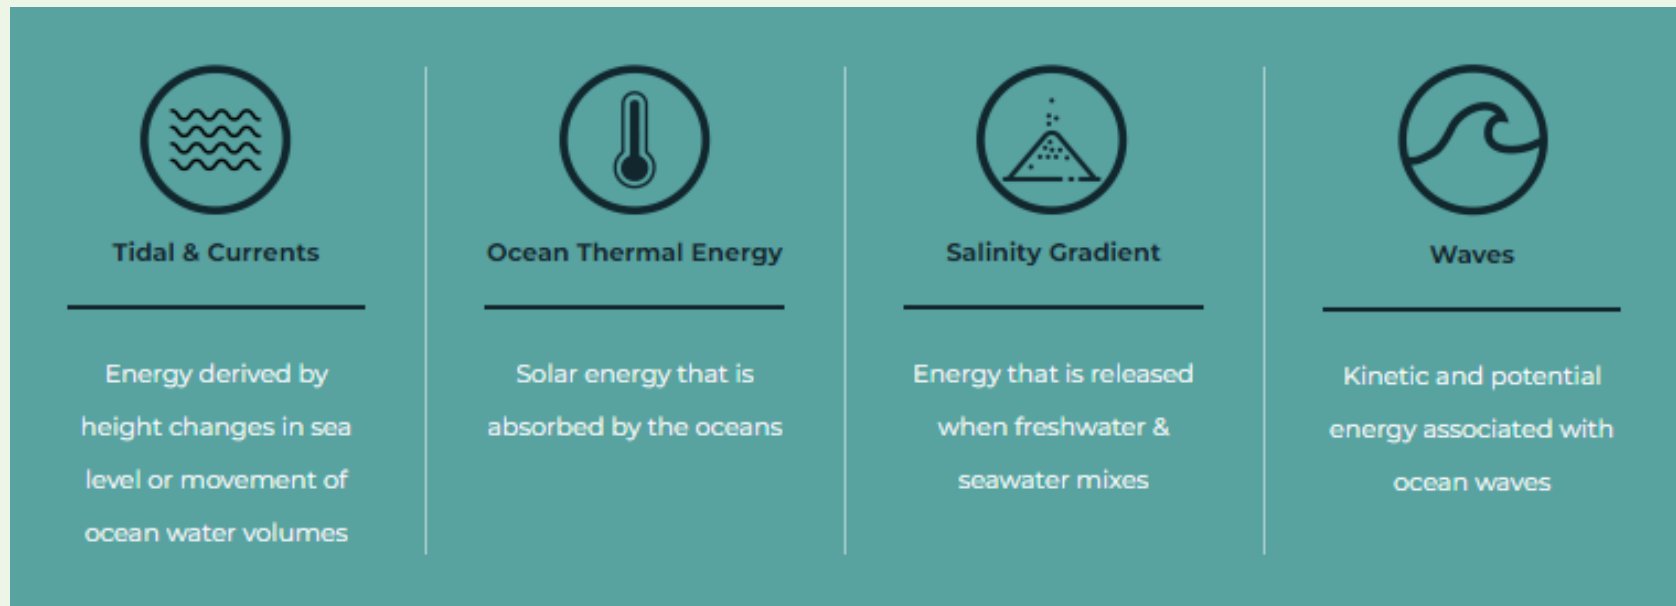 Tidal & Currents
Energy derived by
height changes in sea
level or movement of
ocean water volumes
Ocean Thermal Energy
Solar energy that is
absorbed by the oceans
Salinity Gradient
Energy that is released
when freshwater &
seawater mixes
Waves
Kinetic and potential
energy associated with
ocean waves